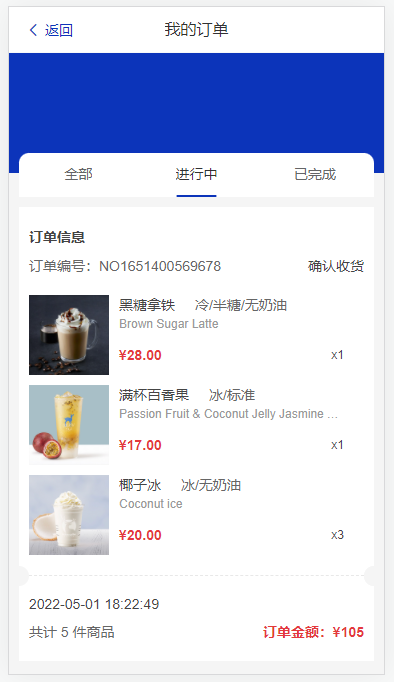 返回 我的订单
全部 进行中 已完成
订单信息
订单编号：NO1651400569678 确认收货
黑糖拿铁 冷/半糖/无奶油
Brown Sugar Latte
¥28.00 x1
满杯百香果 冰/标准
Passion Fruit & Coconut Jelly Jasmine ...
¥17.00 x1
椰子冰 冰/无奶油
Coconut ice
¥20.00 x3
2022-05-01 18:22:49
共计 5 件商品 订单金额：¥105